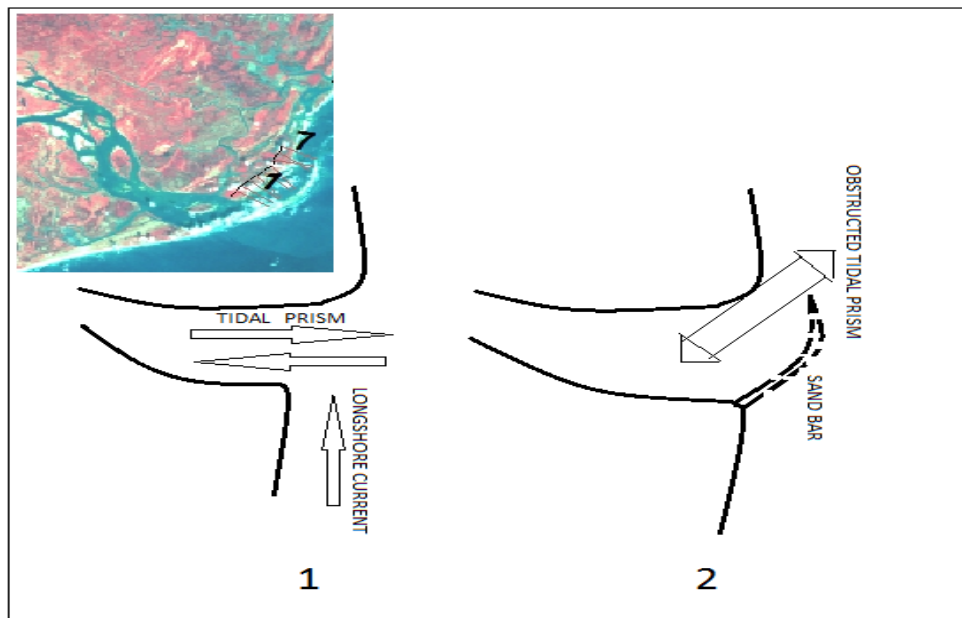 7
7
TIDAL PRISM
LONGSHORE CURRENT
OBSTRUCTED TIDAL PRISM
SAND BAR
1
2